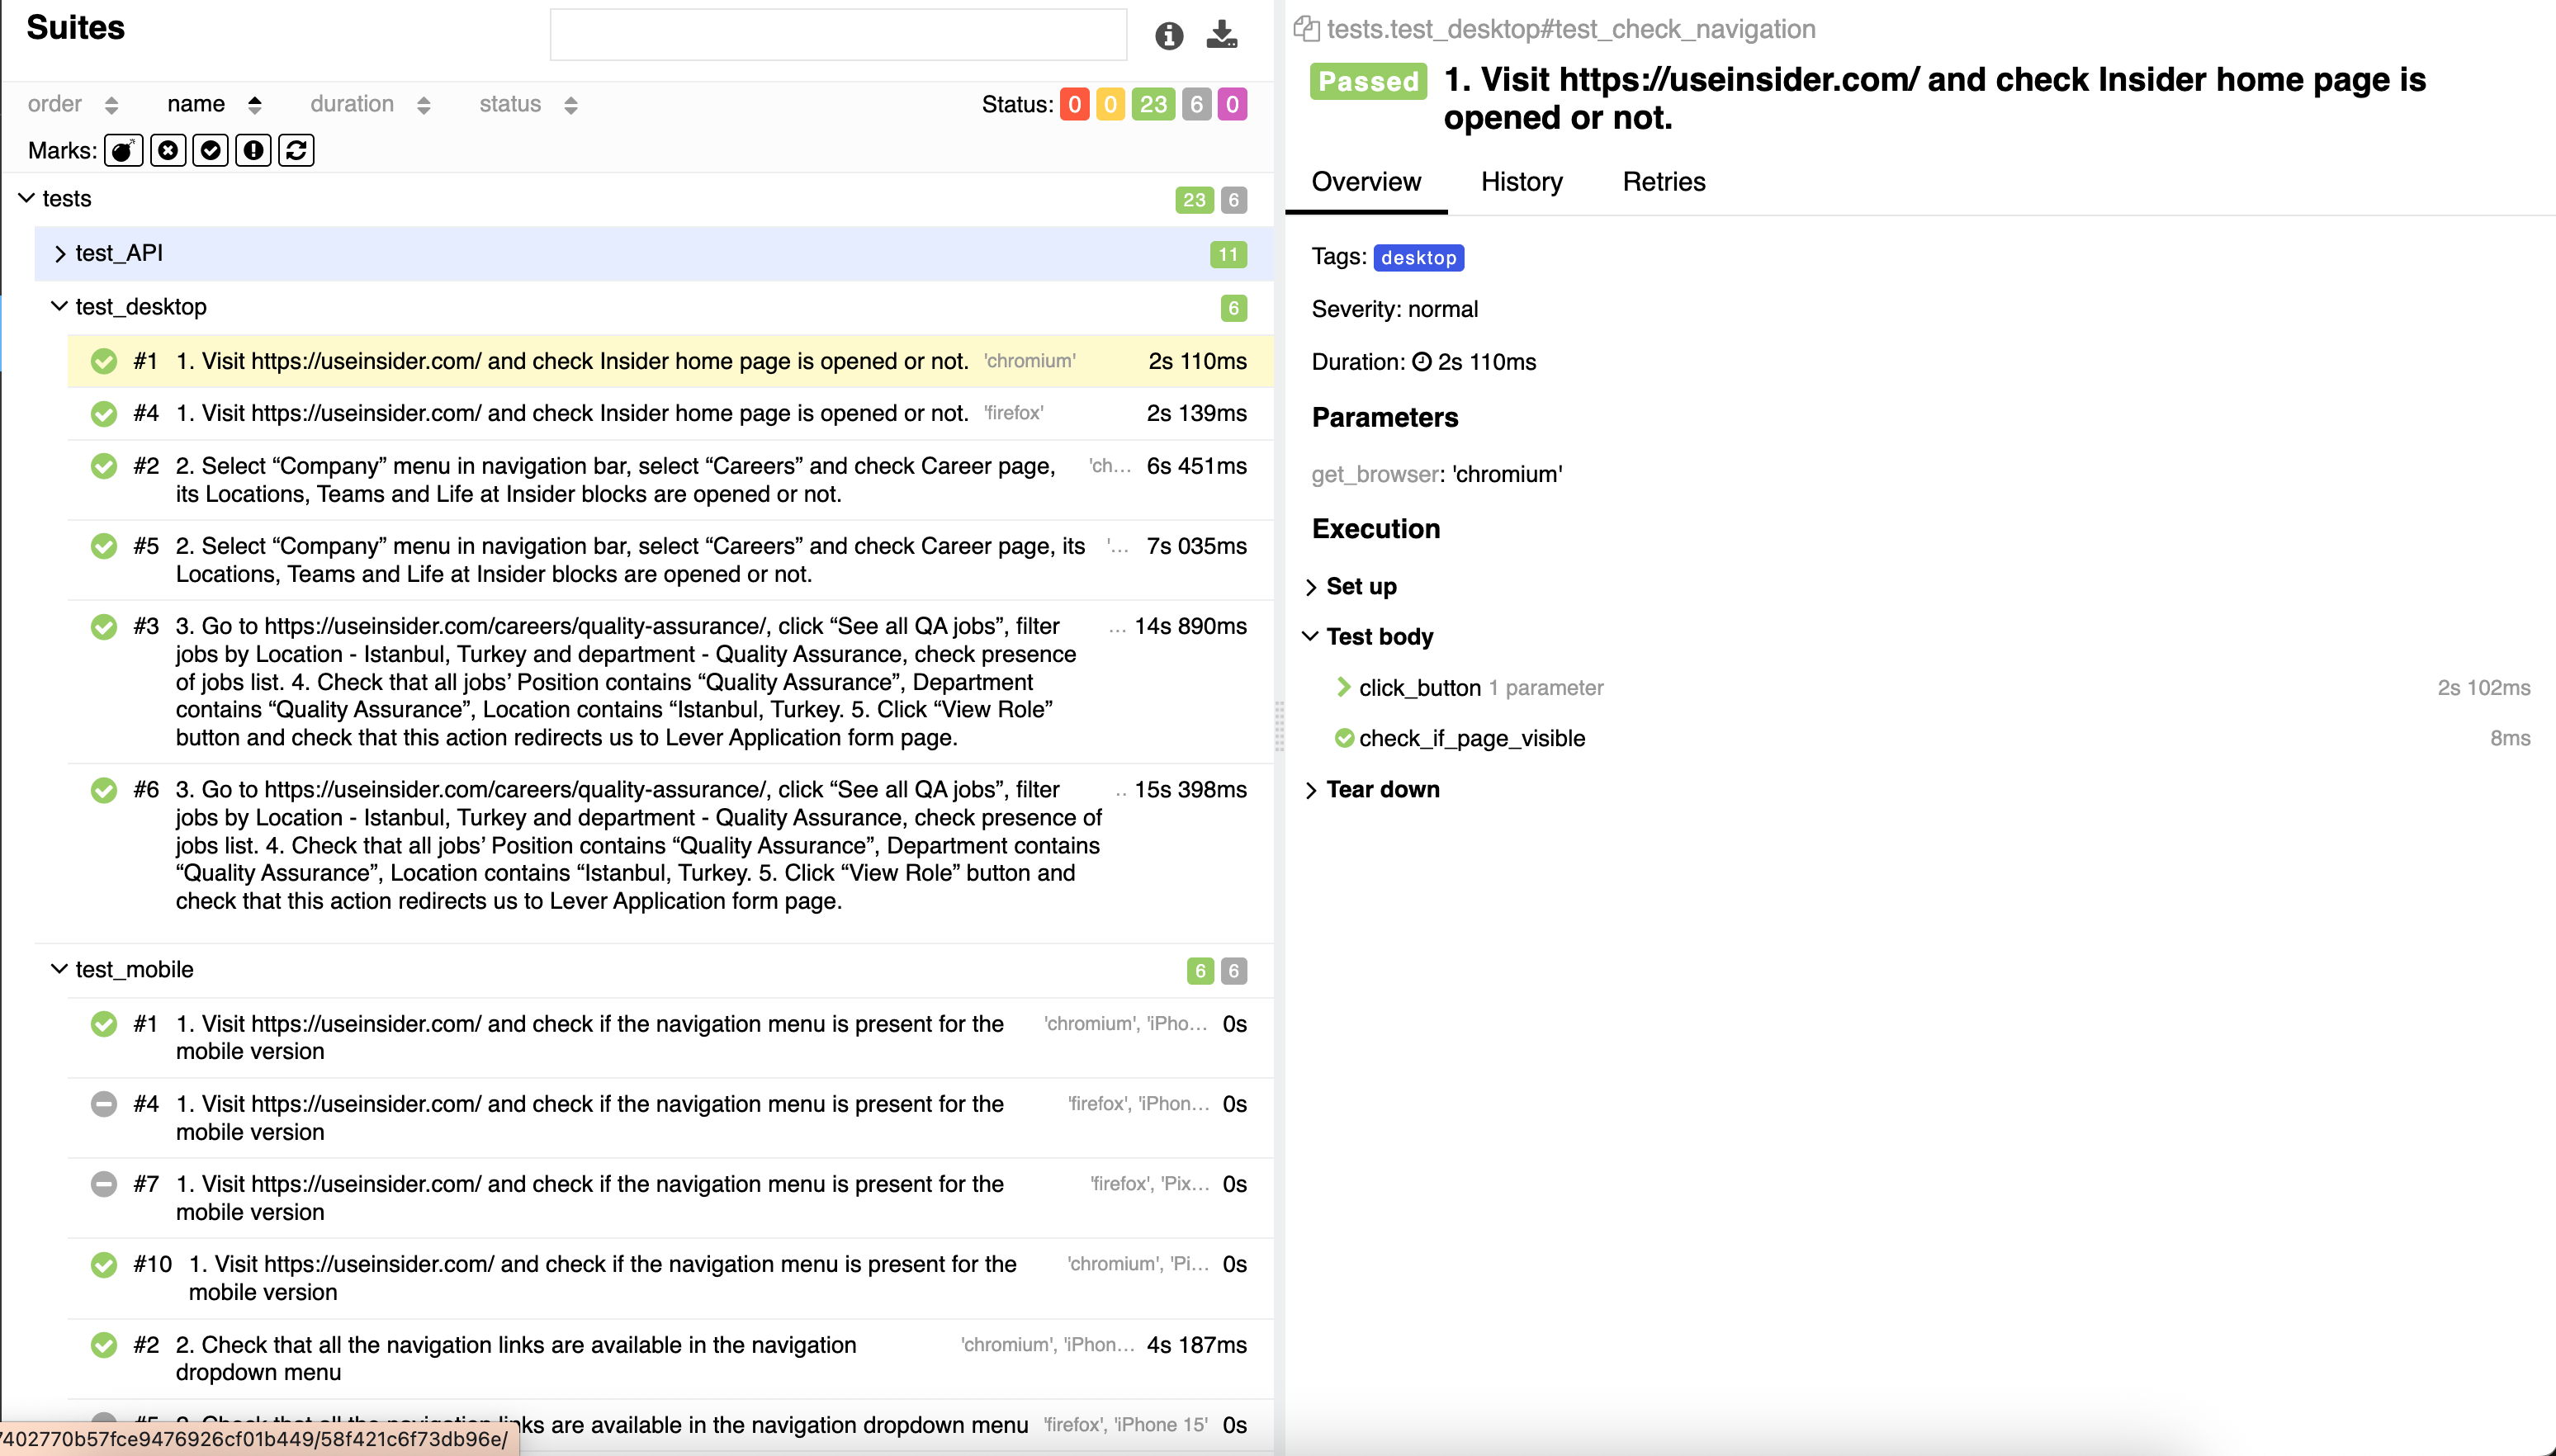 Suites
order name duration status Status: 0 0 23 6 0
Marks:
tests 23 6
test_API 11
test_desktop 6
#1 1. Visit https://useinsider.com/ and check Insider home page is opened or not. 'chromium' 2s 110ms
#4 1. Visit https://useinsider.com/ and check Insider home page is opened or not. 'firefox' 2s 139ms
#2 2. Select “Company” menu in navigation bar, select “Careers” and check Career page, 'ch... 6s 451ms
its Locations, Teams and Life at Insider blocks are opened or not.
#5 2. Select “Company” menu in navigation bar, select “Careers” and check Career page, its '... 7s 035ms
Locations, Teams and Life at Insider blocks are opened or not.
#3 3. Go to https://useinsider.com/careers/quality-assurance/, click “See all QA jobs”, filter ... 14s 890ms
jobs by Location - Istanbul, Turkey and department - Quality Assurance, check presence
of jobs list. 4. Check that all jobs’ Position contains “Quality Assurance”, Department
contains “Quality Assurance”, Location contains “Istanbul, Turkey. 5. Click “View Role”
button and check that this action redirects us to Lever Application form page.
#6 3. Go to https://useinsider.com/careers/quality-assurance/, click “See all QA jobs”, filter .. 15s 398ms
jobs by Location - Istanbul, Turkey and department - Quality Assurance, check presence of
jobs list. 4. Check that all jobs’ Position contains “Quality Assurance”, Department contains
“Quality Assurance”, Location contains “Istanbul, Turkey. 5. Click “View Role” button and
check that this action redirects us to Lever Application form page.
test_mobile 6 6
#1 1. Visit https://useinsider.com/ and check if the navigation menu is present for the 'chromium', 'iPho... 0s
mobile version
#4 1. Visit https://useinsider.com/ and check if the navigation menu is present for the 'firefox', 'iPhon... 0s
mobile version
#7 1. Visit https://useinsider.com/ and check if the navigation menu is present for the 'firefox', 'Pix... 0s
mobile version
#10 1. Visit https://useinsider.com/ and check if the navigation menu is present for the 'chromium', 'Pi... 0s
mobile version
#2 2. Check that all the navigation links are available in the navigation 'chromium', 'iPhon... 4s 187ms
dropdown menu
#5 2. Check that all the navigation links are available in the navigation dropdown menu 'firefox', 'iPhone 15' 0s
7402770b57fce9476926cf01b449/58f421c6f73db96e/
tests.test_desktop#test_check_navigation
Passed 1. Visit https://useinsider.com/ and check Insider home page is
opened or not.
Overview History Retries
Tags: desktop
Severity: normal
Duration: 2s 110ms
Parameters
get_browser: 'chromium'
Execution
Set up
Test body
click_button 1 parameter 2s 102ms
check_if_page_visible 8ms
Tear down